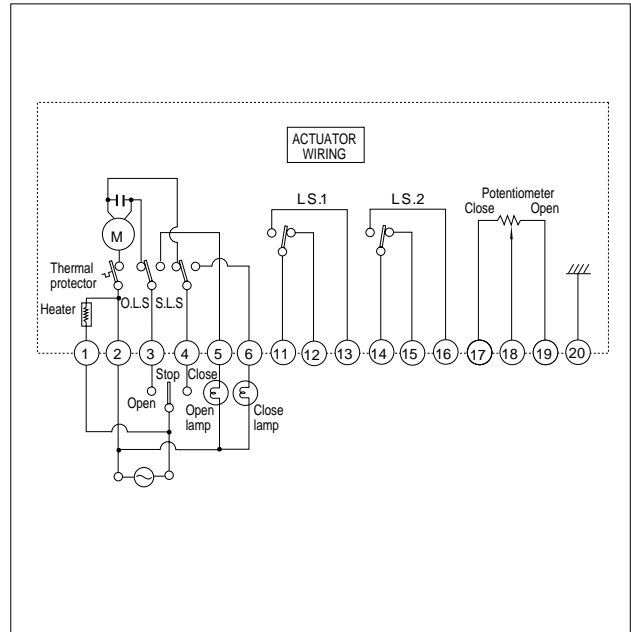 ACTUATOR
WIRING
L.S.1
L.S.2
Potentiometer
Close
Open
M
Thermal
protector
O.L.S
S.L.S
Heater
1
2
3
4
5
6
11
12
13
14
15
16
17
18
19
20
Stop
Close
Open
Open
lamp
Close
lamp